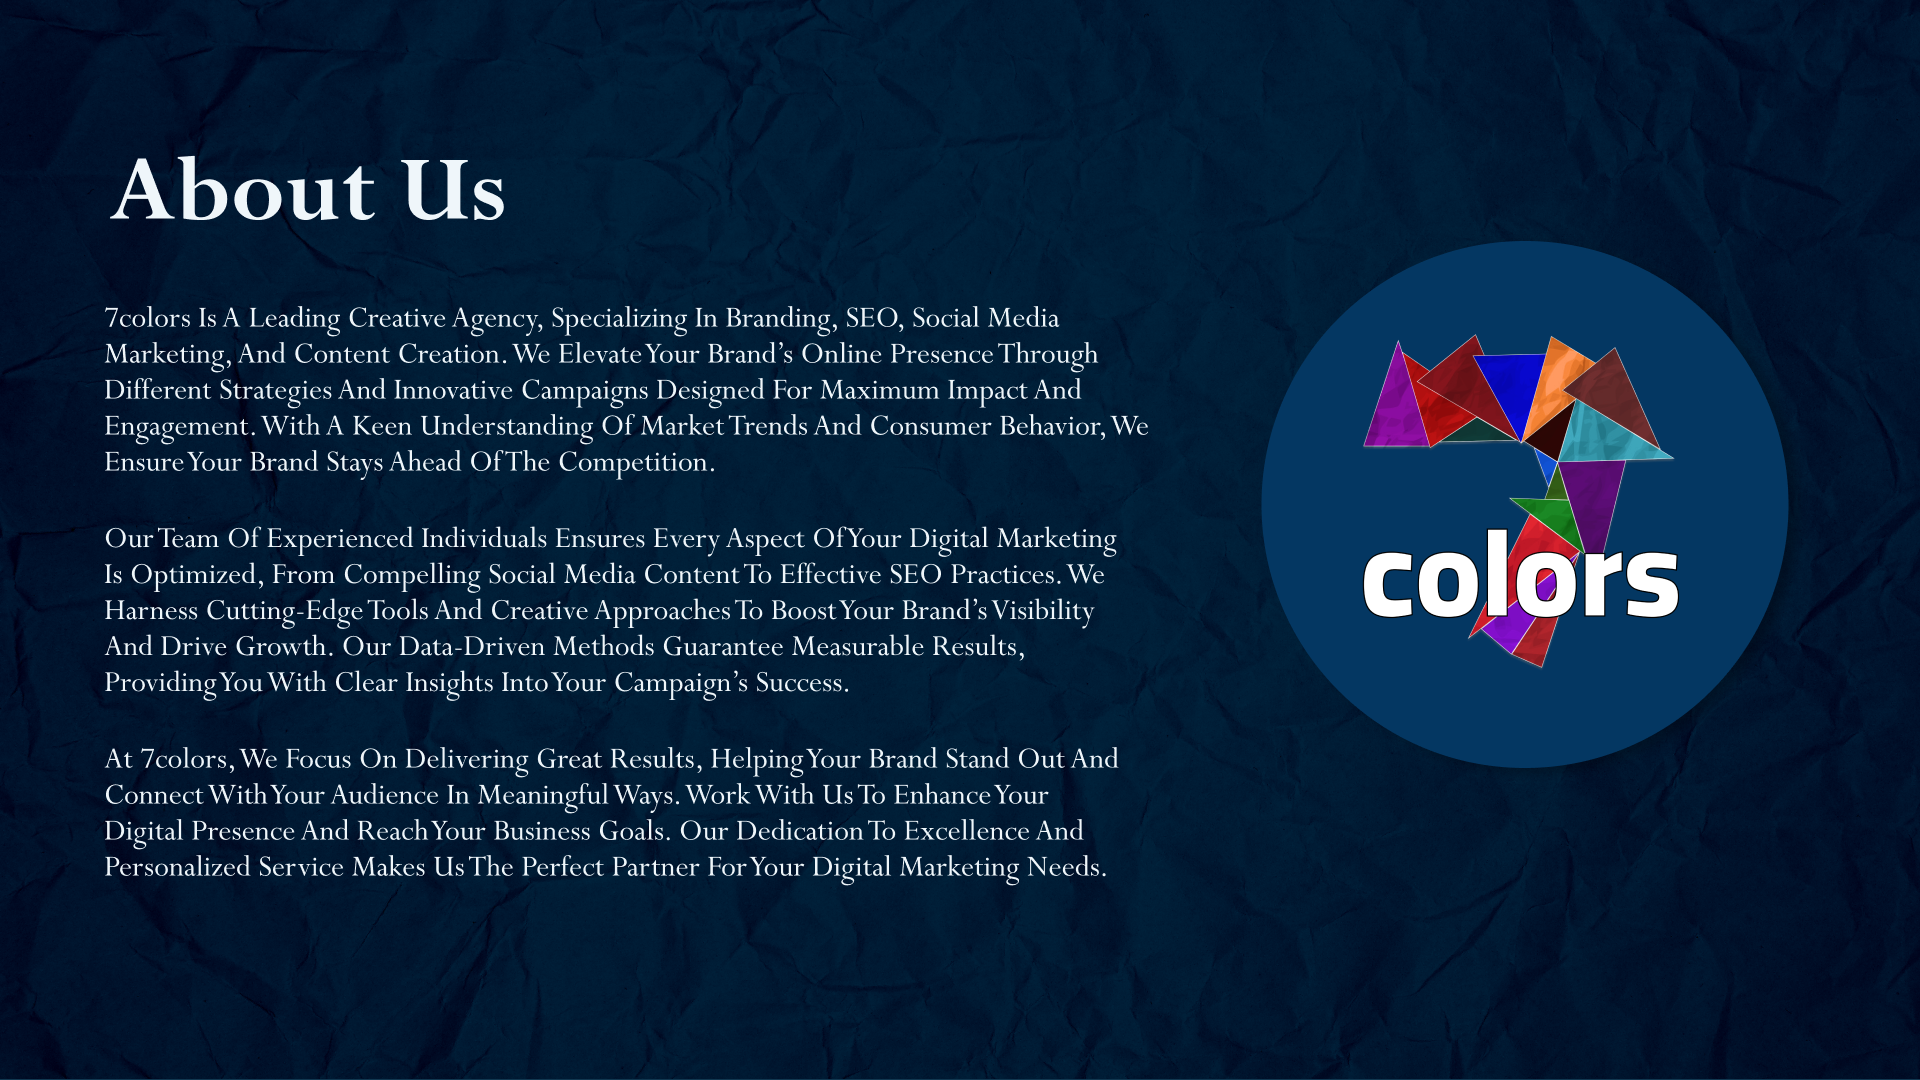 About Us
7colors Is A Leading Creative Agency, Specializing In Branding, SEO, Social Media
Marketing, And Content Creation. We Elevate Your Brand’s Online Presence Through
Different Strategies And Innovative Campaigns Designed For Maximum Impact And
Engagement. With A Keen Understanding Of Market Trends And Consumer Behavior, We
Ensure Your Brand Stays Ahead Of The Competition.
Our Team Of Experienced Individuals Ensures Every Aspect Of Your Digital Marketing
Is Optimized, From Compelling Social Media Content To Effective SEO Practices. We
Harness Cutting-Edge Tools And Creative Approaches To Boost Your Brand’s Visibility
And Drive Growth. Our Data-Driven Methods Guarantee Measurable Results,
Providing You With Clear Insights Into Your Campaign’s Success.
At 7colors, We Focus On Delivering Great Results, Helping Your Brand Stand Out And
Connect With Your Audience In Meaningful Ways. Work With Us To Enhance Your
Digital Presence And Reach Your Business Goals. Our Dedication To Excellence And
Personalized Service Makes Us The Perfect Partner For Your Digital Marketing Needs.
7
colors